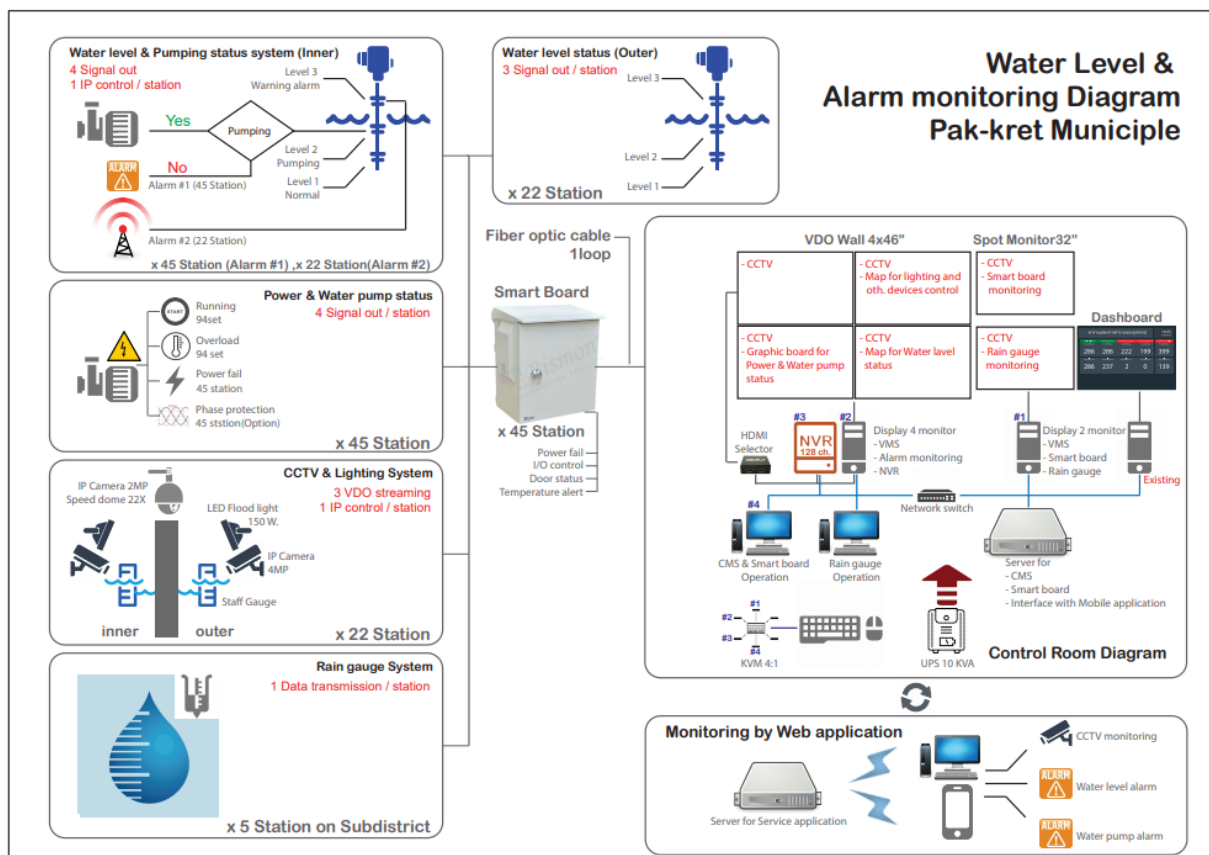 Water Level &
Alarm monitoring Diagram
Pak-kret Municiple
Water level & Pumping status system (Inner)
4 Signal out
1 IP control / station
Level 3
Warning alarm
Yes
Pumping
Level 2
Pumping
ALARM
No
Alarm #1 (45 Station)
Level 1
Normal
Alarm #2 (22 Station)
x 45 Station (Alarm #1) ,x 22 Station(Alarm #2)
Water level status (Outer)
3 Signal out / station
Level 3
Level 2
Level 1
x 22 Station
Power & Water pump status
4 Signal out / station
START
Running
94set
Overload
94 set
Power fail
45 station
Phase protection
45 ststion(Option)
x 45 Station
CCTV & Lighting System
3 VDO streaming
1 IP control / station
IP Camera 2MP
Speed dome 22X
LED Flood light
150 W.
IP Camera
4MP
Staff Gauge
inner
outer
x 22 Station
Rain gauge System
1 Data transmission / station
x 5 Station on Subdistrict
Fiber optic cable
1loop
Smart Board
x 45 Station
Power fail
I/O control
Door status
Temperature alert
VDO Wall 4x46"
- CCTV
- CCTV
- Map for lighting and
oth. devices control
- CCTV
- Graphic board for
Power & Water pump
status
- CCTV
- Map for Water lavel
status
Spot Monitor32"
- CCTV
- Smart board
monitoring
- CCTV
- Rain gauge
monitoring
Dashboard
286 286 222 199 399
286 237 2 0 139
HDMI
Selector
#3
NVR
128 ch.
#2
Display 4 monitor
- VMS
- Alarm monitoring
- NVR
#1
Display 2 monitor
- VMS
- Smart board
- Rain gauge
Existing
Network switch
#4
CMS & Smart board
Operation
Rain gauge
Operation
Server for
- CMS
- Smart board
- Interface with Mobile application
#1
#2
#3
#4
KVM 4:1
UPS 10 KVA
Control Room Diagram
Monitoring by Web application
Server for Service application
CCTV monitoring
ALARM
Water level alarm
ALARM
Water pump alarm